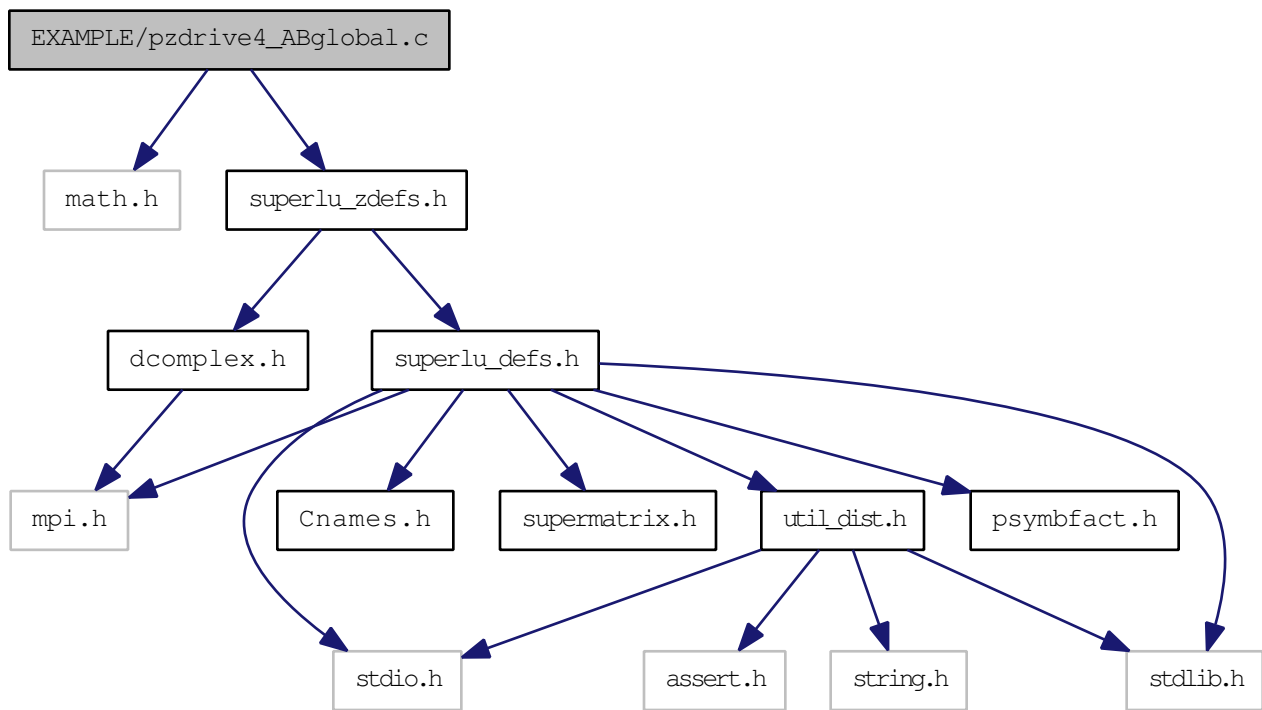 EXAMPLE/pzdrive4_ABglobal.c
math.h
superlu_zdefs.h
dcomplex.h
superlu_defs.h
mpi.h
Cnames.h
supermatrix.h
util_dist.h
psymbfact.h
stdio.h
assert.h
string.h
stdlib.h